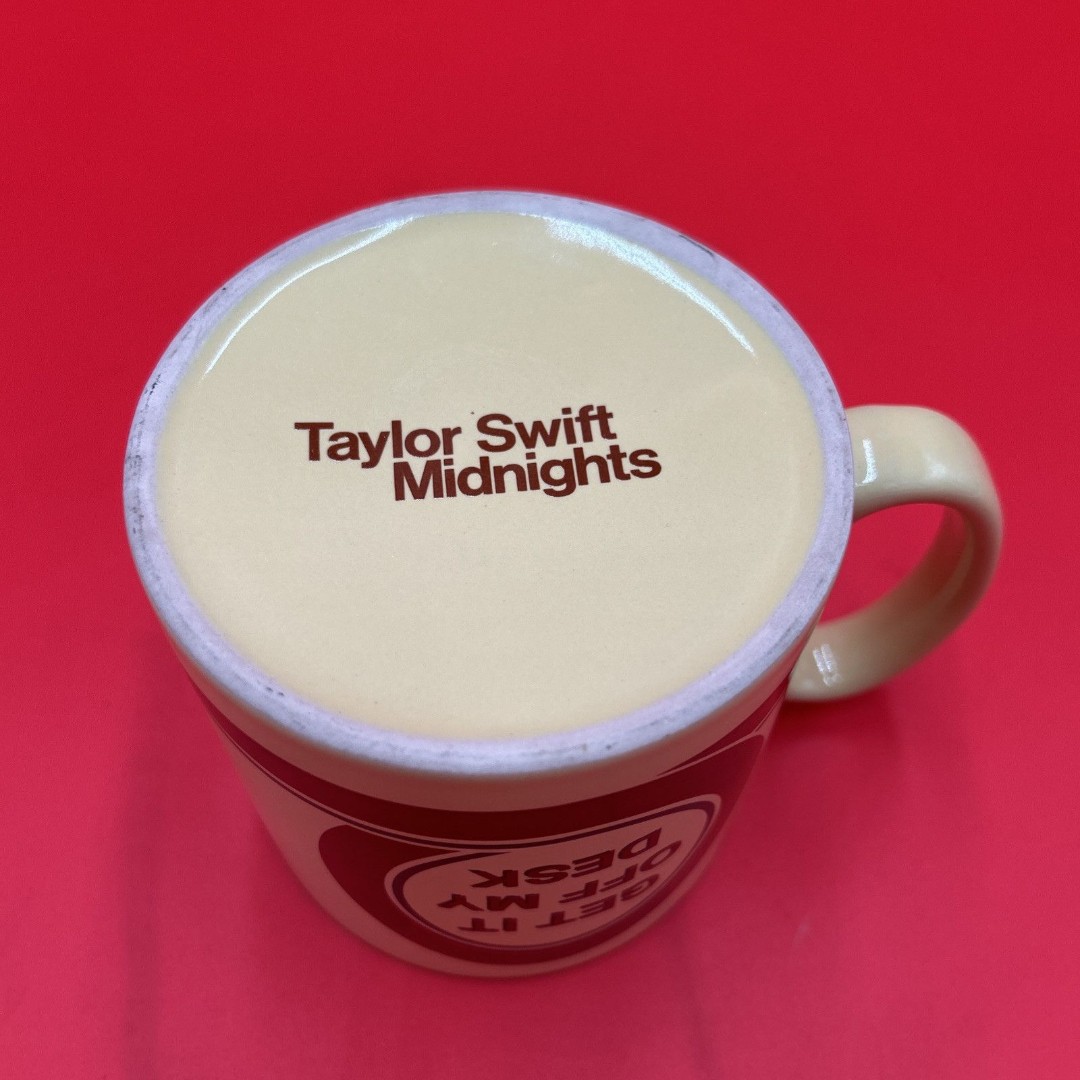 Taylor Swift
Midnights
GET IT
OFF MY
DESK